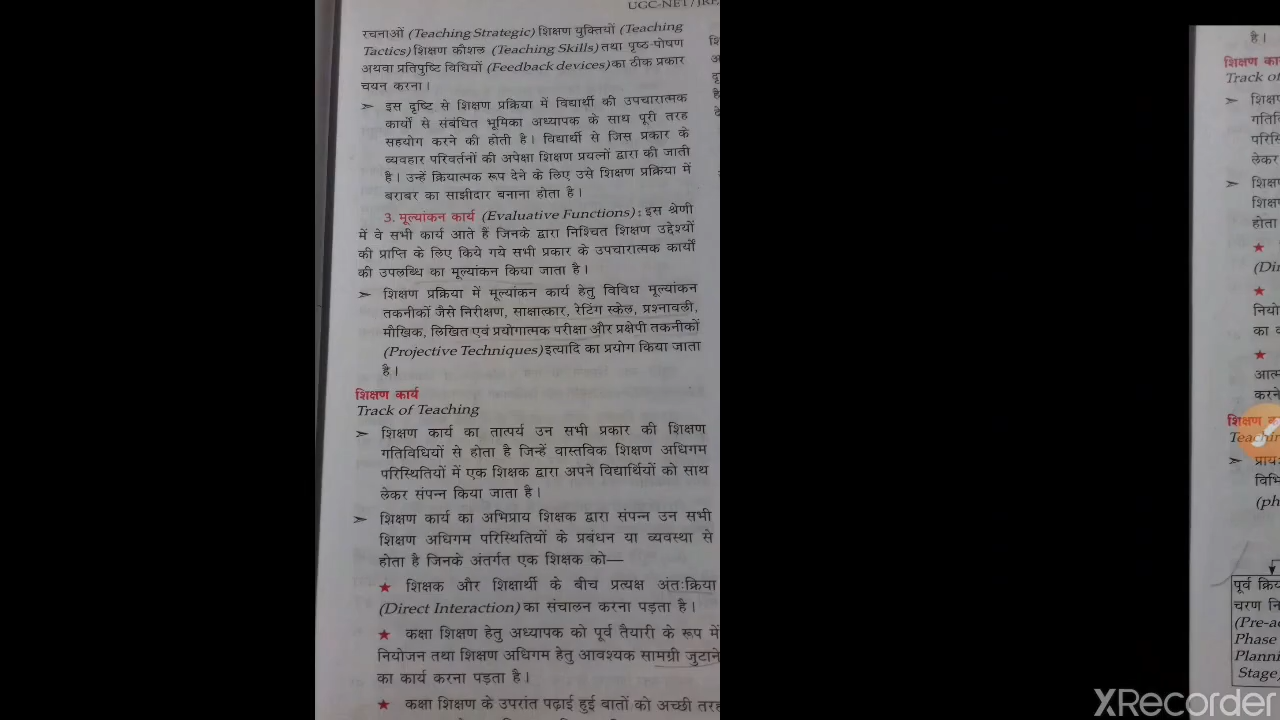 UGC-NET/JRF
रचनाओं (Teaching Strategic) शिक्षण युक्तियों (Teaching
Tactics) शिक्षण कौशल (Teaching Skills) तथा पृष्ठ-पोषण
अथवा प्रतिपुष्टि विधियों (Feedback devices) का ठीक प्रकार
चयन करना।
➢ इस दृष्टि से शिक्षण प्रक्रिया में विद्यार्थी की उपचारात्मक
कार्यों से संबंधित भूमिका अध्यापक के साथ पूरी तरह
सहयोग करने की होती है। विद्यार्थी से जिस प्रकार के
व्यवहार परिवर्तनों की अपेक्षा शिक्षण प्रयत्नों द्वारा की जाती
है। उन्हें क्रियात्मक रूप देने के लिए उसे शिक्षण प्रक्रिया में
बराबर का साझीदार बनाना होता है।
3. मूल्यांकन कार्य (Evaluative Functions) : इस श्रेणी
में वे सभी कार्य आते हैं जिनके द्वारा निश्चित शिक्षण उद्देश्यों
की प्राप्ति के लिए किये गये सभी प्रकार के उपचारात्मक कार्यों
की उपलब्धि का मूल्यांकन किया जाता है।
➢ शिक्षण प्रक्रिया में मूल्यांकन कार्य हेतु विविध मूल्यांकन
तकनीकों जैसे निरीक्षण, साक्षात्कार, रेटिंग स्केल, प्रश्नावली,
मौखिक, लिखित एवं प्रयोगात्मक परीक्षा और प्रक्षेपी तकनीकों
(Projective Techniques) इत्यादि का प्रयोग किया जाता
है।
शिक्षण कार्य
Track of Teaching
➢ शिक्षण कार्य का तात्पर्य उन सभी प्रकार की शिक्षण
गतिविधियों से होता है जिन्हें वास्तविक शिक्षण अधिगम
परिस्थितियों में एक शिक्षक द्वारा अपने विद्यार्थियों को साथ
लेकर संपन्न किया जाता है।
➢ शिक्षण कार्य का अभिप्राय शिक्षक द्वारा संपन्न उन सभी
शिक्षण अधिगम परिस्थितियों के प्रबंधन या व्यवस्था से
होता है जिनके अंतर्गत एक शिक्षक को—
★ शिक्षक और शिक्षार्थी के बीच प्रत्यक्ष अंतःक्रिया
(Direct Interaction) का संचालन करना पड़ता है।
★ कक्षा शिक्षण हेतु अध्यापक को पूर्व तैयारी के रूप में
नियोजन तथा शिक्षण अधिगम हेतु आवश्यक सामग्री जुटाने
का कार्य करना पड़ता है।
★ कक्षा शिक्षण के उपरांत पढ़ाई हुई बातों को अच्छी तरह
है।
शिक्षण का
Track of
➢ शिक्षण
गतिवि
परिस्
लेकर
➢ शिक्षण
शिक्षण
होता
★
(Dir
★
नियो
का क
★
आत्म
करने
शिक्षण क
Teachin
➢ प्रायः
विभि
(ph
पूर्व क्रिय
चरण नि
(Pre-ac
Phase
Planni
Stage)
XRecorder